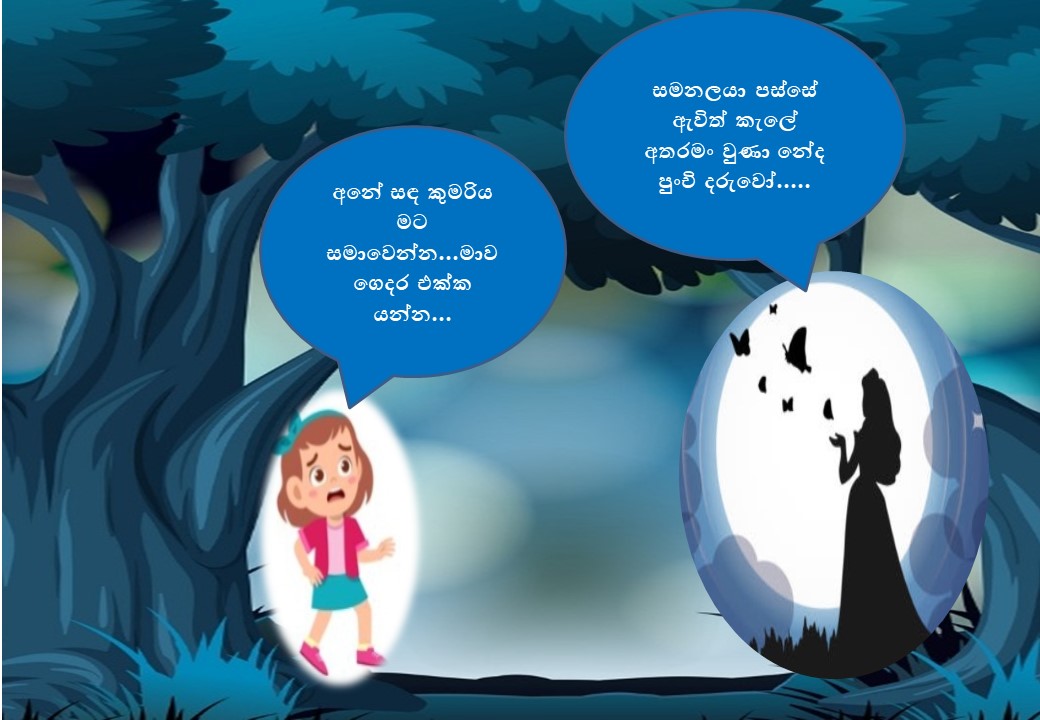 අනේ සඳ කුමරිය
මට
සමාවෙන්න...මාව
ගෙදර එක්ක
යන්න...
සමනලයා පස්සේ
ඇවිත් කැලේ
අතරමං වුණා නේද
පුංචි දරුවෝ.....